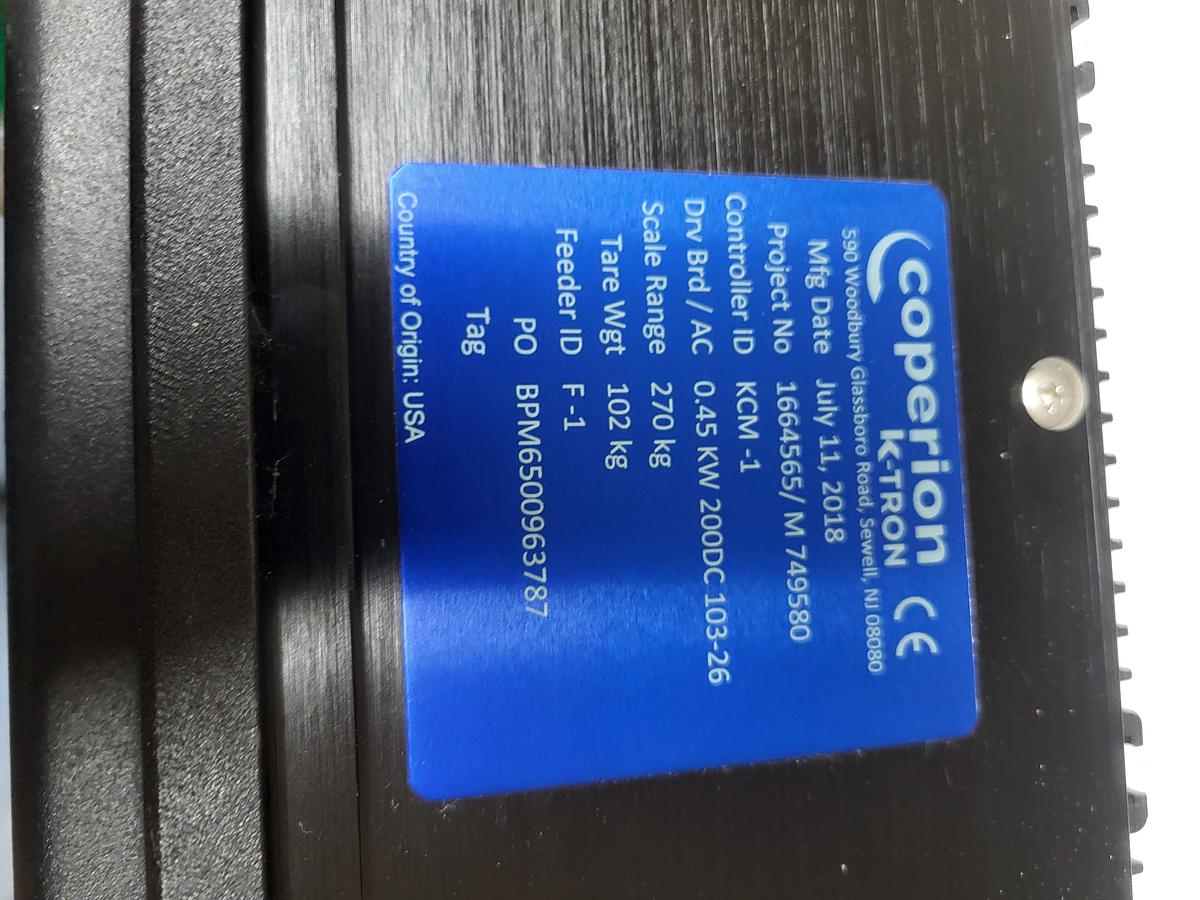 coperion
K-TRON CE
590 Woodbury Glassboro Road, Sewell, NJ 08080
Mfg Date July 11, 2018
Project No 1664565/ M 749580
Controller ID KCM -1
Drv Brd / AC 0.45 KW 200DC 103-26
Scale Range 270 kg
Tare Wgt 102 kg
Feeder ID F -1
PO BPM6500963787
Tag
Country of Origin: USA